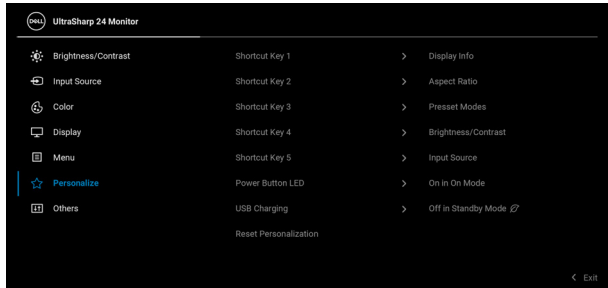 DELL UltraSharp 24 Monitor
Brightness/Contrast Shortcut Key 1 > Display Info
Input Source Shortcut Key 2 > Aspect Ratio
Color Shortcut Key 3 > Presset Modes
Display Shortcut Key 4 > Brightness/Contrast
Menu Shortcut Key 5 > Input Source
Personalize Power Button LED > On in On Mode
Others USB Charging > Off in Standby Mode
Reset Personalization
< Exit